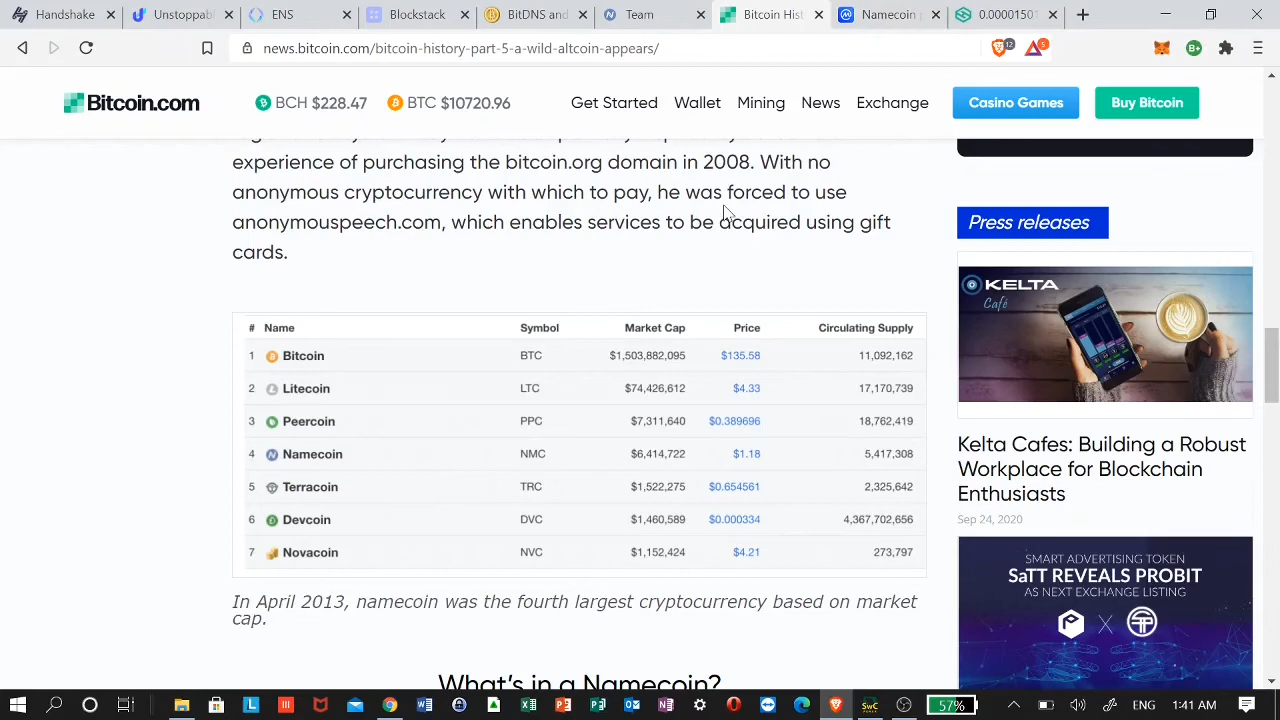 Handshake
Unstoppabl
ENS
Blockstack
BitDNS and
Team
Bitcoin His
Namecoin
0000015
news.bitcoin.com/bitcoin-history-part-5-a-wild-altcoin-appears/
12
5
B+
Bitcoin.com
BCH $228.47
BTC $10720.96
Get Started
Wallet
Mining
News
Exchange
Casino Games
Buy Bitcoin
experience of purchasing the bitcoin.org domain in 2008. With no
anonymous cryptocurrency with which to pay, he was forced to use
anonymouspeech.com, which enables services to be acquired using gift
cards.
# Name Symbol Market Cap Price Circulating Supply
1 Bitcoin BTC $1,503,882,095 $135.58 11,092,162
2 Litecoin LTC $74,426,612 $4.33 17,170,739
3 Peercoin PPC $7,311,640 $0.389696 18,762,419
4 Namecoin NMC $6,414,722 $1.18 5,417,308
5 Terracoin TRC $1,522,275 $0.654561 2,325,642
6 Devcoin DVC $1,460,589 $0.000334 4,367,702,656
7 Novacoin NVC $1,152,424 $4.21 273,797
In April 2013, namecoin was the fourth largest cryptocurrency based on market
cap.
What's in a Namecoin?
Press releases
KELTA
Café
Kelta Cafes: Building a Robust
Workplace for Blockchain
Enthusiasts
Sep 24, 2020
SMART ADVERTISING TOKEN
SaTT REVEALS PROBIT
AS NEXT EXCHANGE LISTING
X
57%
1:41 AM